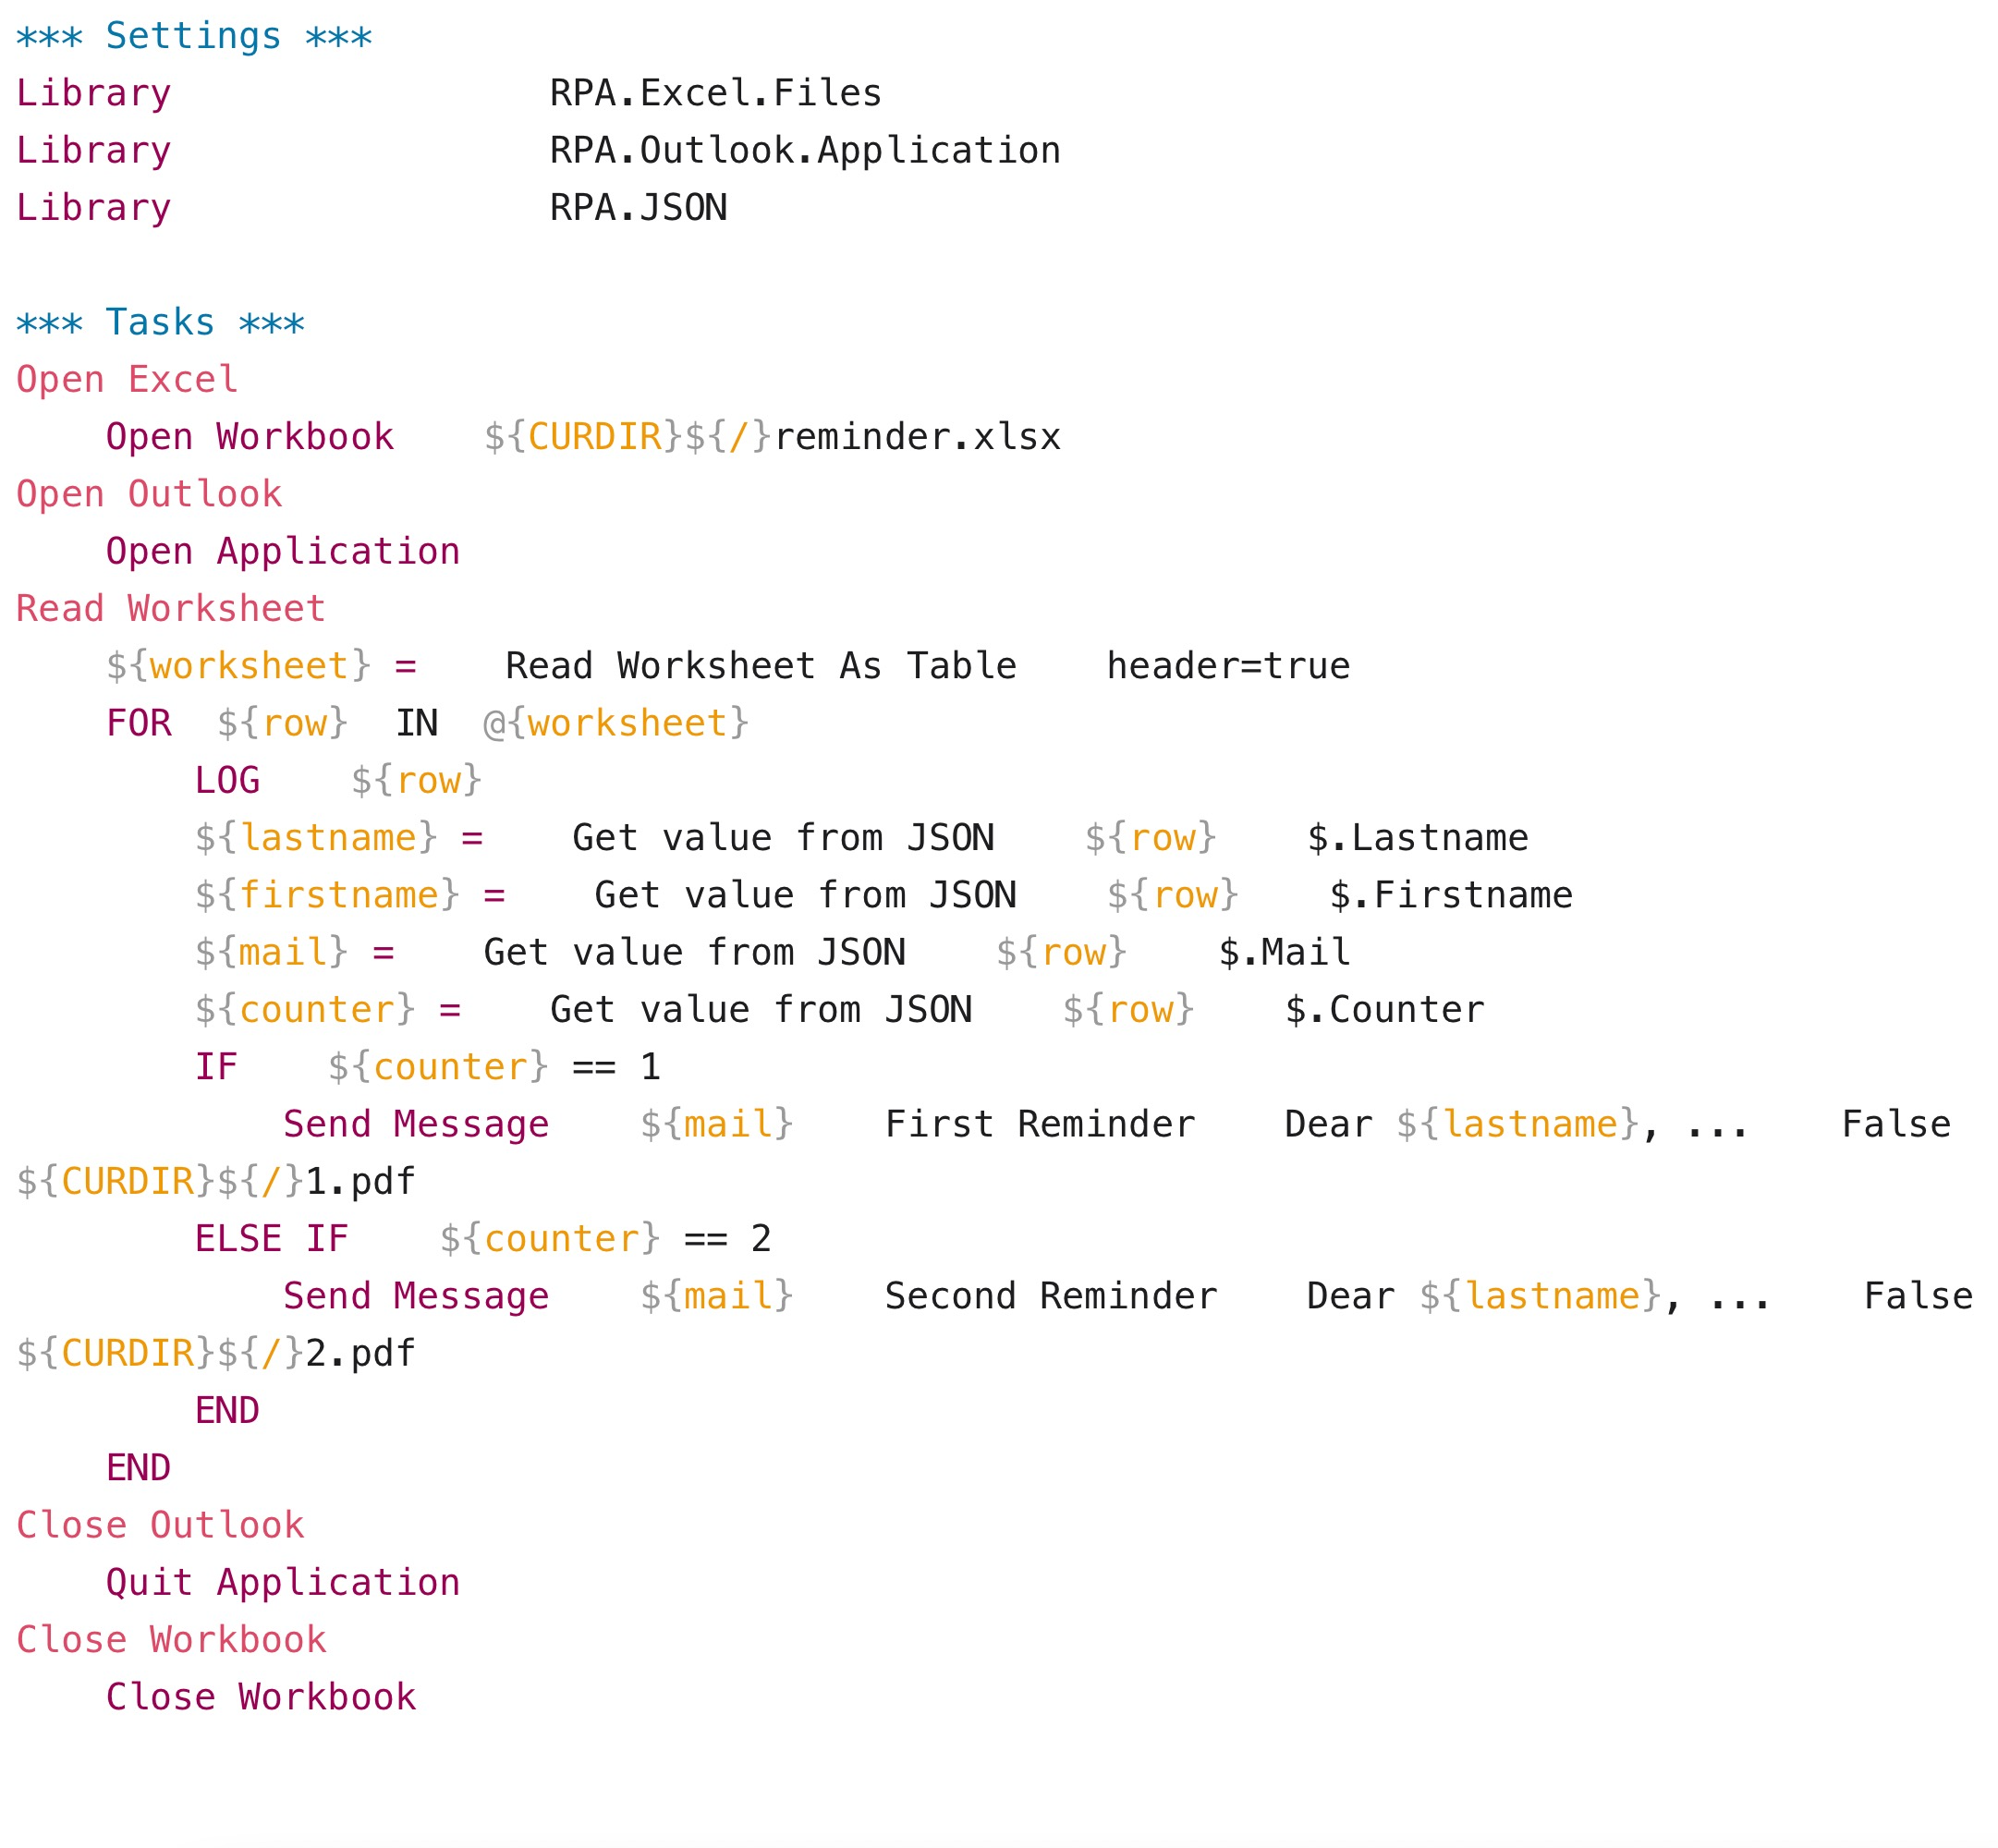 *** Settings ***
Library                 RPA.Excel.Files
Library                 RPA.Outlook.Application
Library                 RPA.JSON

*** Tasks ***
Open Excel
    Open Workbook    ${CURDIR}${/}reminder.xlsx
Open Outlook
    Open Application
Read Worksheet
    ${worksheet} =    Read Worksheet As Table    header=true
    FOR  ${row}  IN  @{worksheet}
        LOG    ${row}
        ${lastname} =    Get value from JSON    ${row}    $.Lastname
        ${firstname} =    Get value from JSON    ${row}    $.Firstname
        ${mail} =    Get value from JSON    ${row}    $.Mail
        ${counter} =    Get value from JSON    ${row}    $.Counter
        IF    ${counter} == 1
            Send Message    ${mail}    First Reminder    Dear ${lastname}, ...    False
${CURDIR}${/}1.pdf
        ELSE IF    ${counter} == 2
            Send Message    ${mail}    Second Reminder    Dear ${lastname}, ...    False
${CURDIR}${/}2.pdf
        END
    END
Close Outlook
    Quit Application
Close Workbook
    Close Workbook